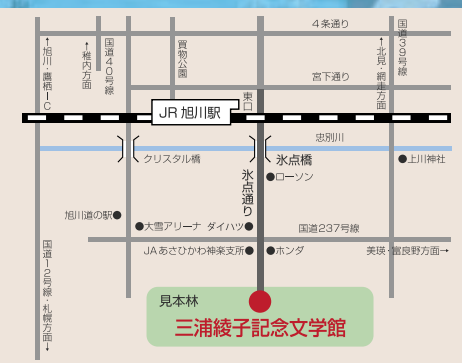 4条通り
国道39号線
←旭川・鷹栖IC
←稚内方面
国道40号線
買物公園
←北見・網走方面
宮下通り
東口
JR 旭川駅
忠別川
クリスタル橋
氷点橋
●上川神社
氷点通り
●ローソン
旭川道の駅●
●大雪アリーナ
ダイハツ●
国道237号線
JAあさひかわ神楽支所●
●ホンダ
美瑛・富良野方面→
国道12号線・札幌方面→
見本林
三浦綾子記念文学館